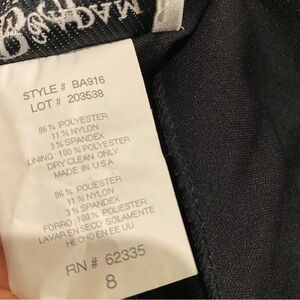 STYLE # BA916
LOT # 203538
86% POLYESTER
11% NYLON
3% SPANDEX
LINING: 100% POLYESTER
DRY CLEAN ONLY
MADE IN U.S.A.
86% POLIESTER
11% NYLON
3% SPANDEX
FORRO: 100% POLIESTER
LAVAR EN SECO SOLAMENTE
HECHO EN EE UU
RN # 62335
8